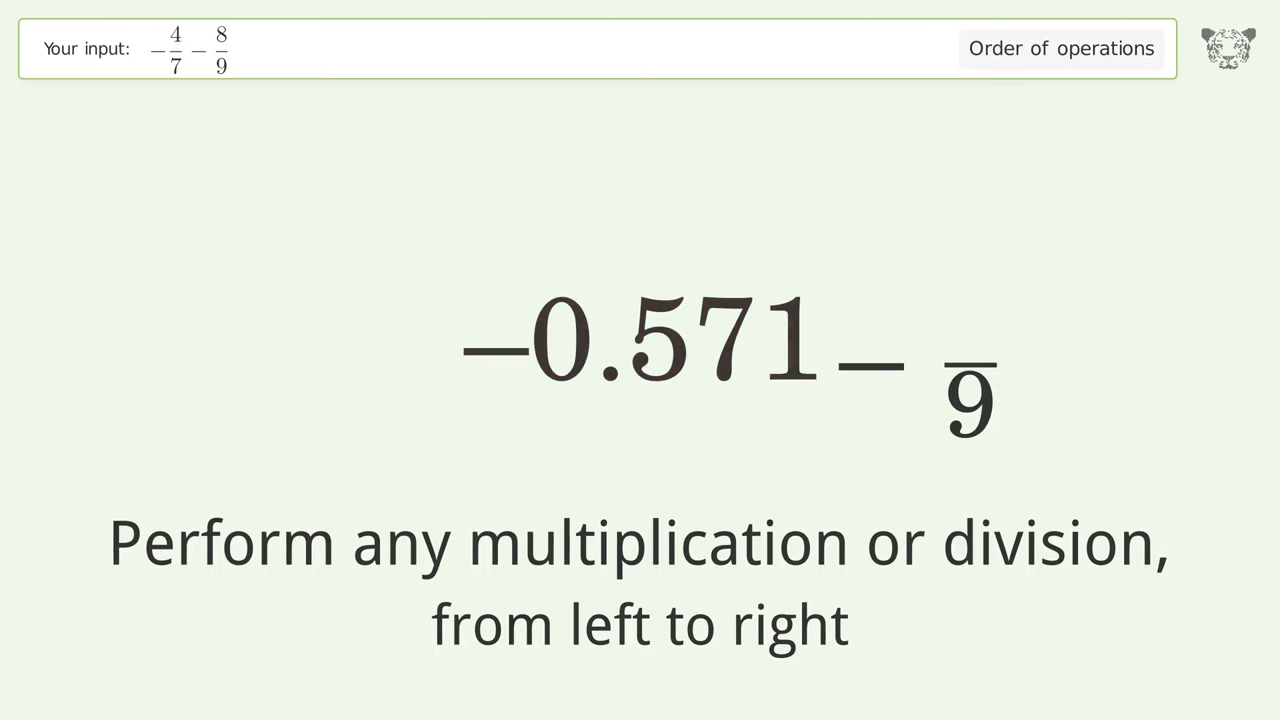 Your input: −4/7 − 8/9
Order of operations
−0.571 − /9
Perform any multiplication or division,
from left to right